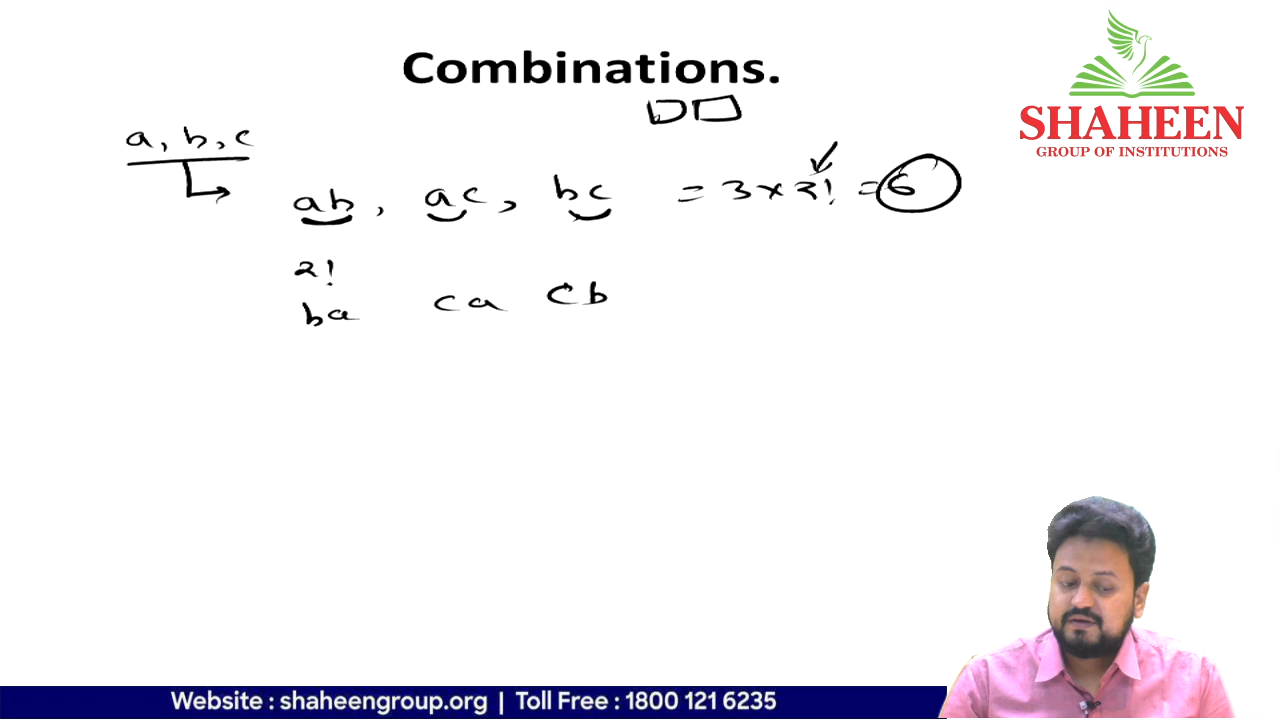 Combinations.
SHAHEEN
GROUP OF INSTITUTIONS
a, b, c
ab, ac, bc = 3 × 2! = 6
2!
ba ca cb
Website : shaheengroup.org | Toll Free : 1800 121 6235